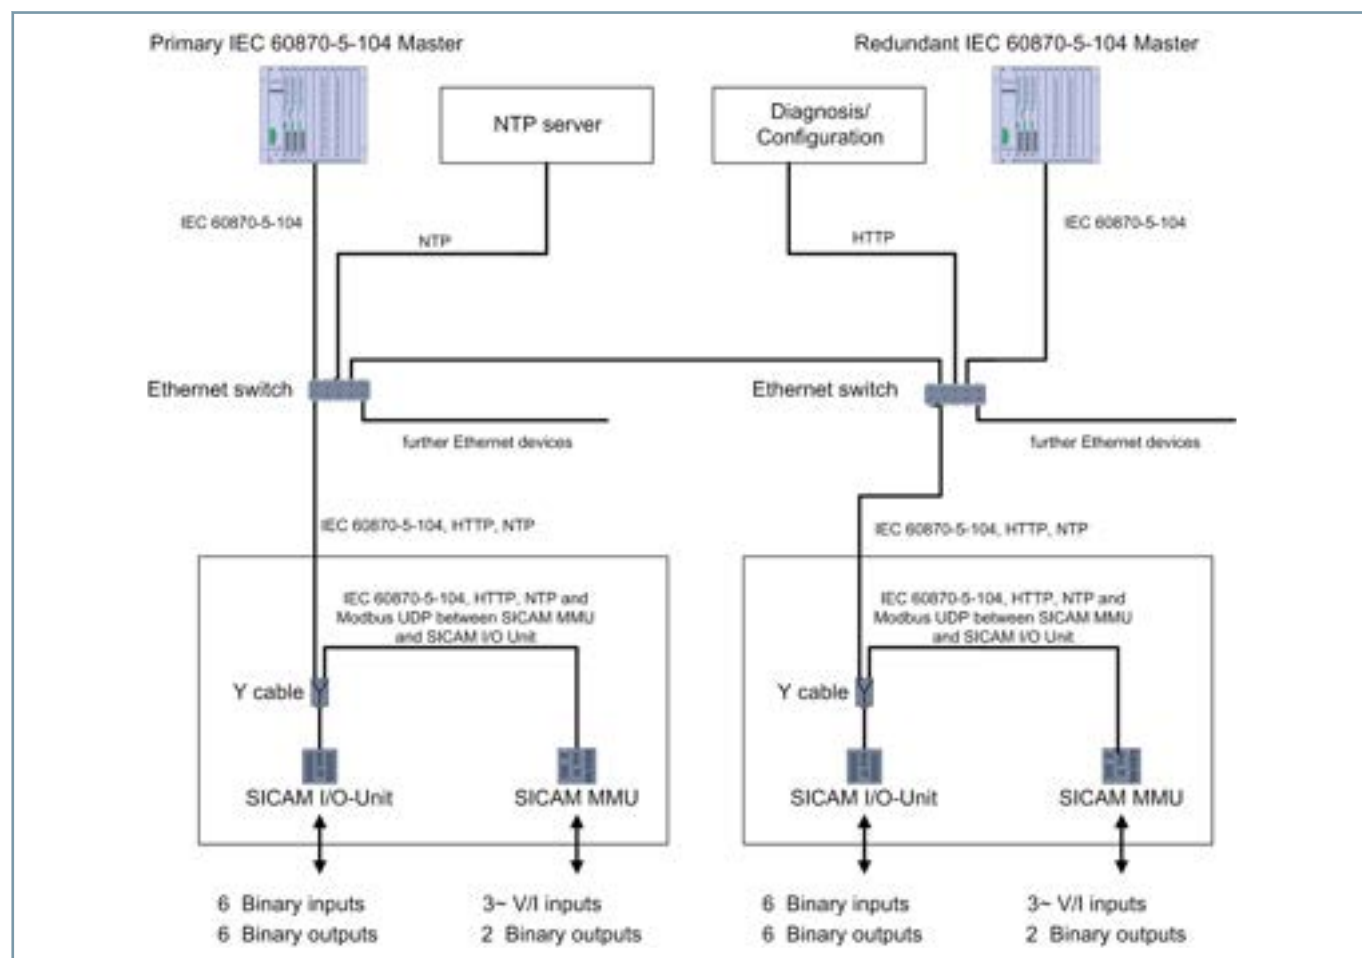 Primary IEC 60870-5-104 Master
Redundant IEC 60870-5-104 Master
NTP server
Diagnosis/
Configuration
IEC 60870-5-104
NTP
HTTP
IEC 60870-5-104
Ethernet switch
Ethernet switch
further Ethernet devices
further Ethernet devices
IEC 60870-5-104, HTTP, NTP
IEC 60870-5-104, HTTP, NTP
IEC 60870-5-104, HTTP, NTP and
Modbus UDP between SICAM MMU
and SICAM I/O Unit
IEC 60870-5-104, HTTP, NTP and
Modbus UDP between SICAM MMU
and SICAM I/O Unit
Y cable
Y cable
SICAM I/O-Unit
SICAM MMU
SICAM I/O-Unit
SICAM MMU
6 Binary inputs
6 Binary outputs
3~ V/I inputs
2 Binary outputs
6 Binary inputs
6 Binary outputs
3~ V/I inputs
2 Binary outputs